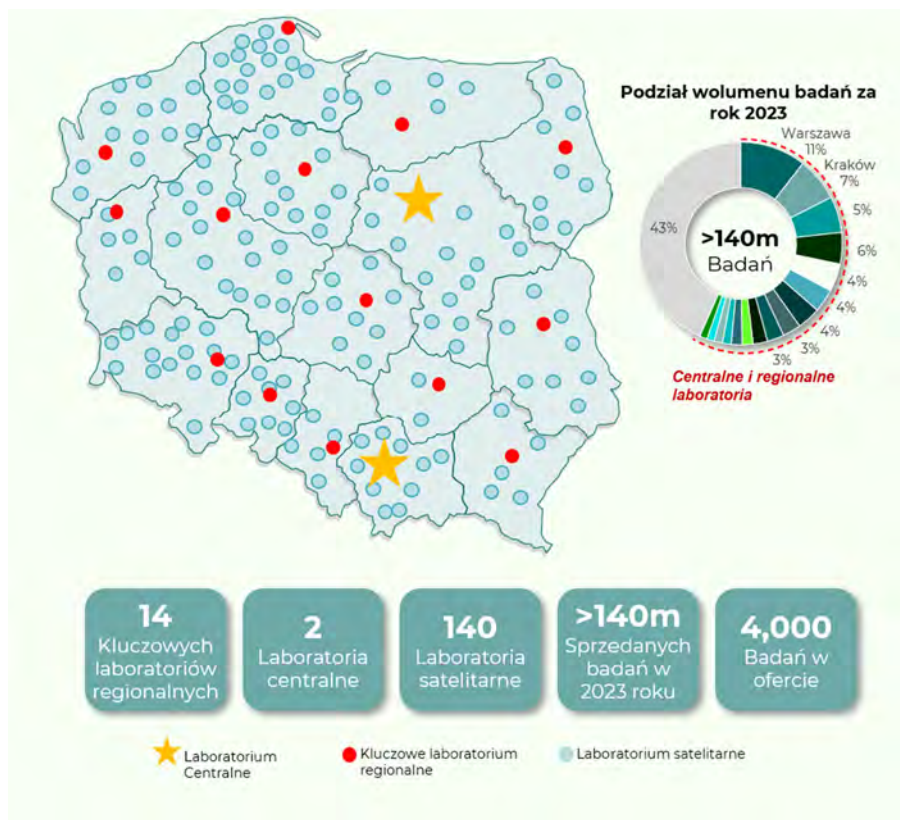 Podział wolumenu badań za
rok 2023
Warszawa
11%
Kraków
7%
5%
6%
4%
4%
4%
3%
3%
43%
>140m
Badań
Centralne i regionalne
laboratoria
14
Kluczowych
laboratoriów
regionalnych
2
Laboratoria
centralne
140
Laboratoria
satelitarne
>140m
Sprzedanych
badań w
2023 roku
4,000
Badań w
ofercie
Laboratorium
Centralne
Kluczowe laboratorium
regionalne
Laboratorium satelitarne